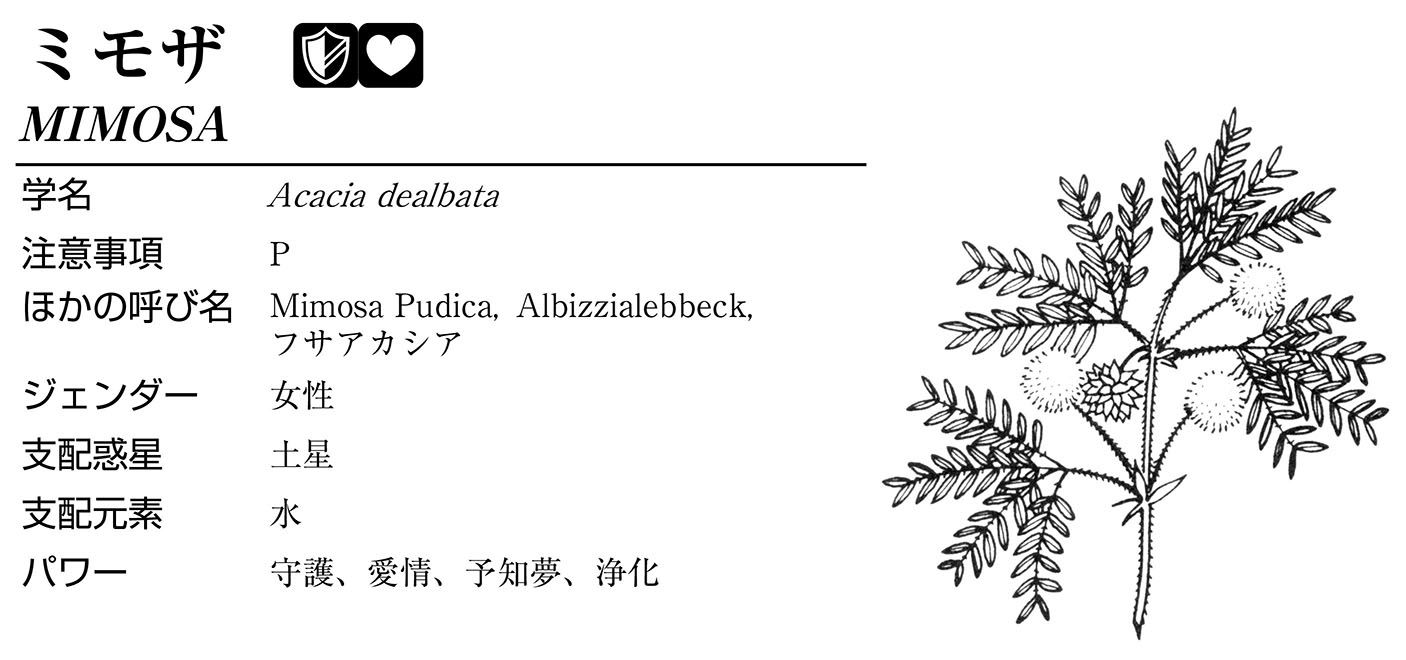 ミモザ
MIMOSA
学名 Acacia dealbata
注意事項 P
ほかの呼び名 Mimosa Pudica, Albizzialebbeck,
フサアカシア
ジェンダー 女性
支配惑星 土星
支配元素 水
パワー 守護、愛情、予知夢、浄化